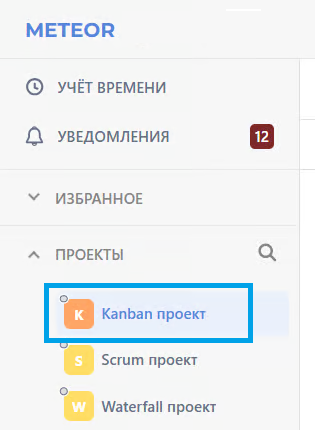 METEOR
УЧЁТ ВРЕМЕНИ
УВЕДОМЛЕНИЯ 12
ИЗБРАННОЕ
ПРОЕКТЫ
K Kanban проект
S Scrum проект
W Waterfall проект